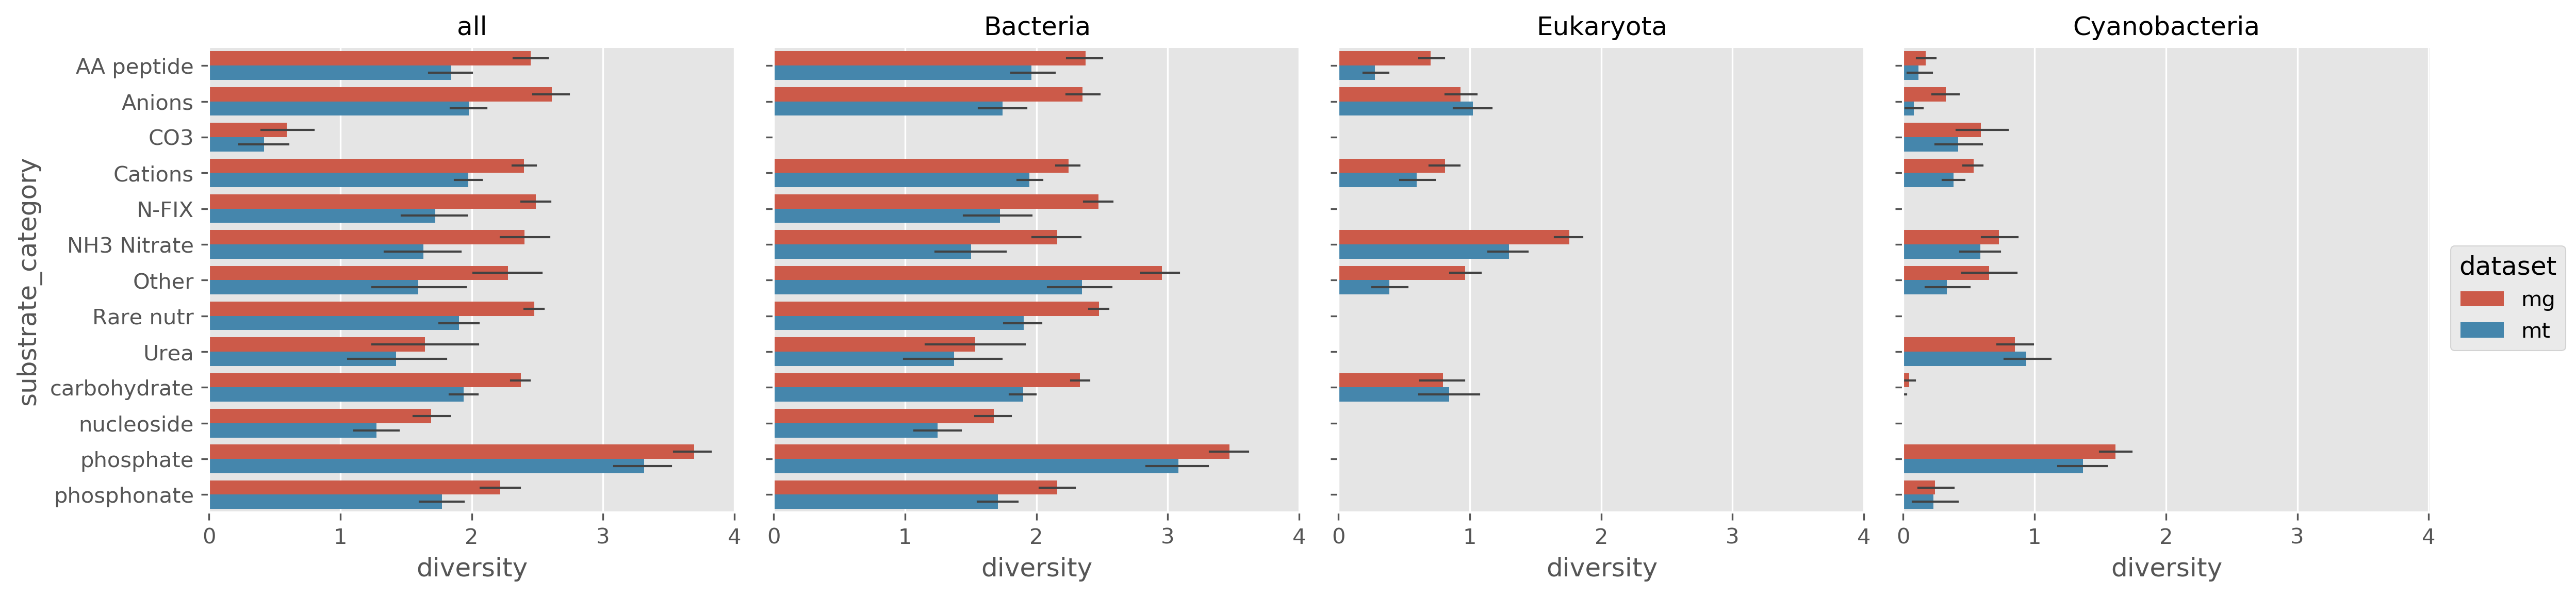 all
Bacteria
Eukaryota
Cyanobacteria
substrate_category
AA peptide
Anions
CO3
Cations
N-FIX
NH3 Nitrate
Other
Rare nutr
Urea
carbohydrate
nucleoside
phosphate
phosphonate
0 1 2 3 4
0 1 2 3 4
0 1 2 3 4
0 1 2 3 4
diversity
diversity
diversity
diversity
dataset
mg
mt